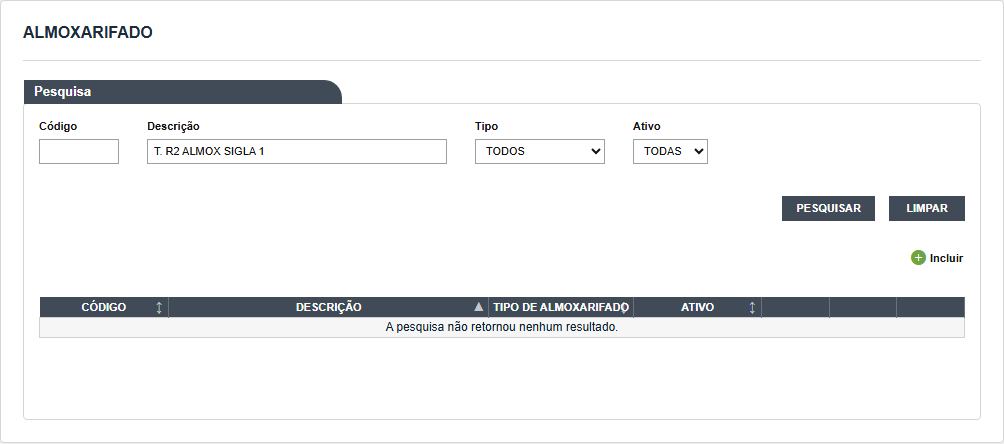 ALMOXARIFADO
Pesquisa
Código Descrição Tipo Ativo
T. R2 ALMOX SIGLA 1 TODOS TODAS
PESQUISAR LIMPAR
Incluir
CÓDIGO DESCRIÇÃO TIPO DE ALMOXARIFADO ATIVO
A pesquisa não retornou nenhum resultado.